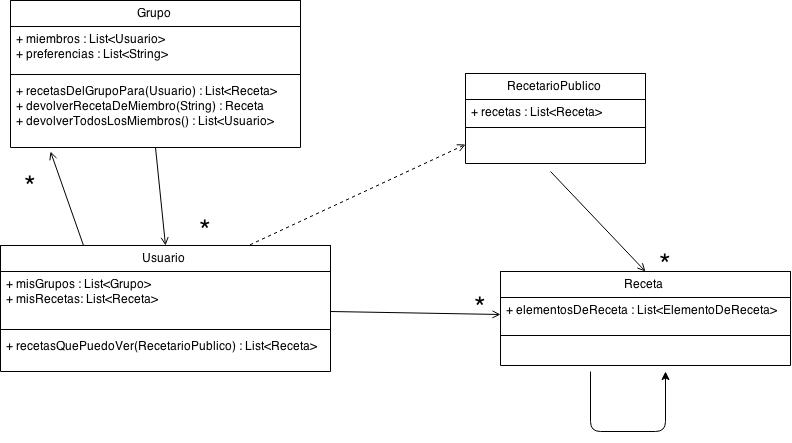 Grupo
+ miembros : List<Usuario>
+ preferencias : List<String>
+ recetasDelGrupoPara(Usuario) : List<Receta>
+ devolverRecetaDeMiembro(String) : Receta
+ devolverTodosLosMiembros() : List<Usuario>
RecetarioPublico
+ recetas : List<Receta>
*
*
Usuario
+ misGrupos : List<Grupo>
+ misRecetas: List<Receta>
+ recetasQuePuedoVer(RecetarioPublico) : List<Receta>
*
*
Receta
+ elementosDeReceta : List<ElementoDeReceta>